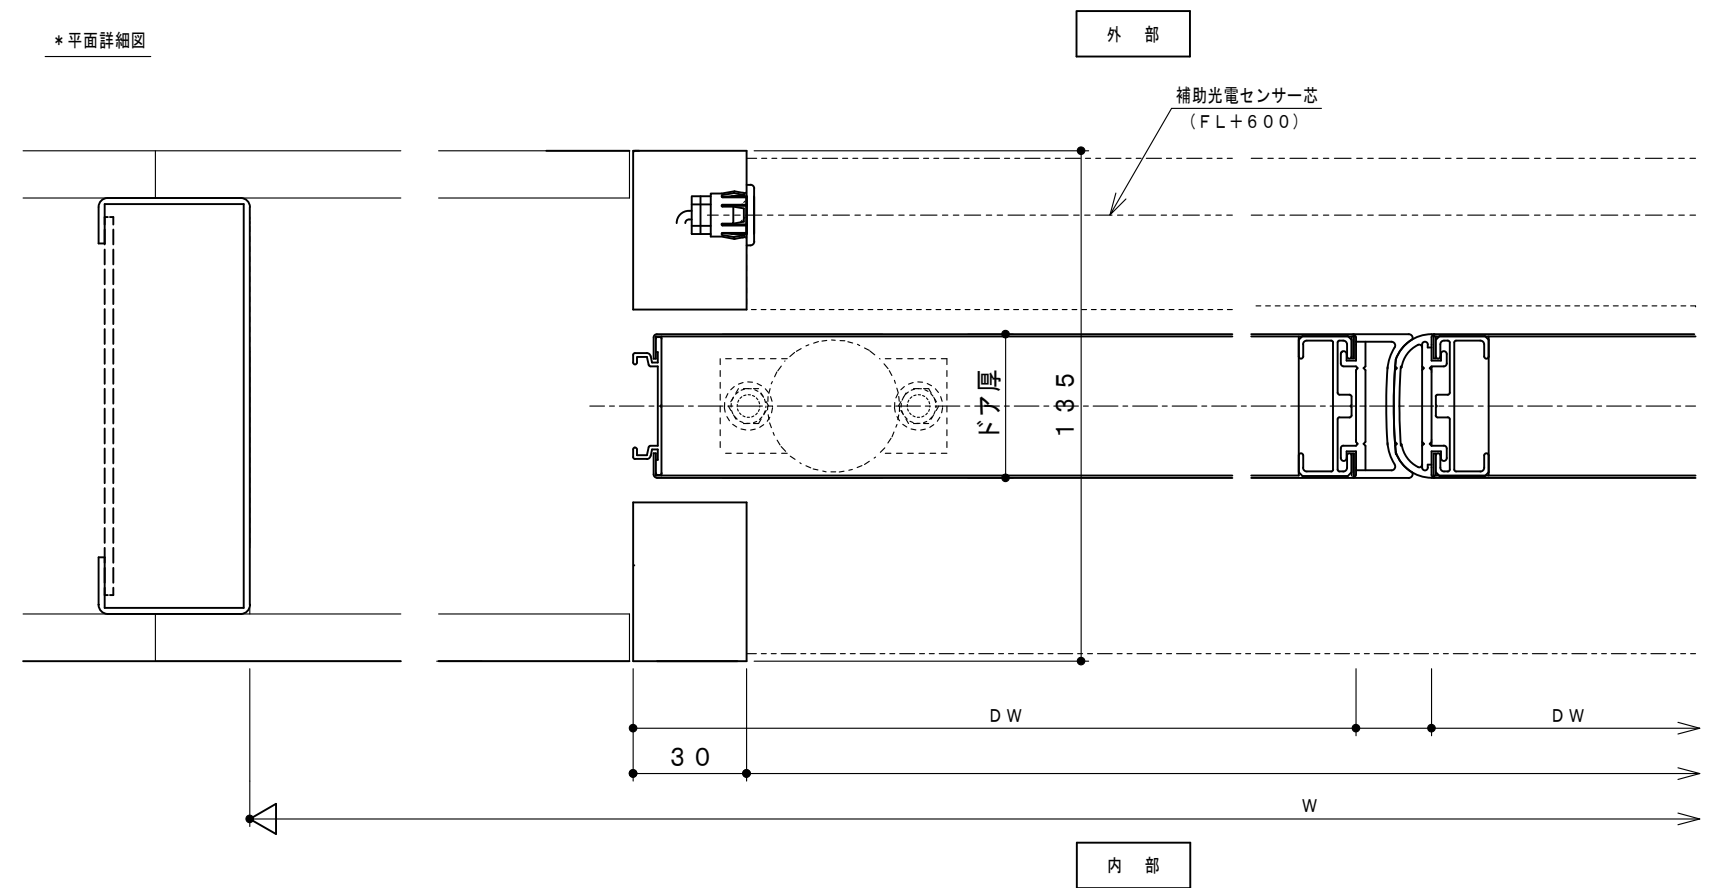 外 部
*平面詳細図
補助光電センサー芯
(FL+600)
ドア厚
135
DW
DW
30
W
内 部